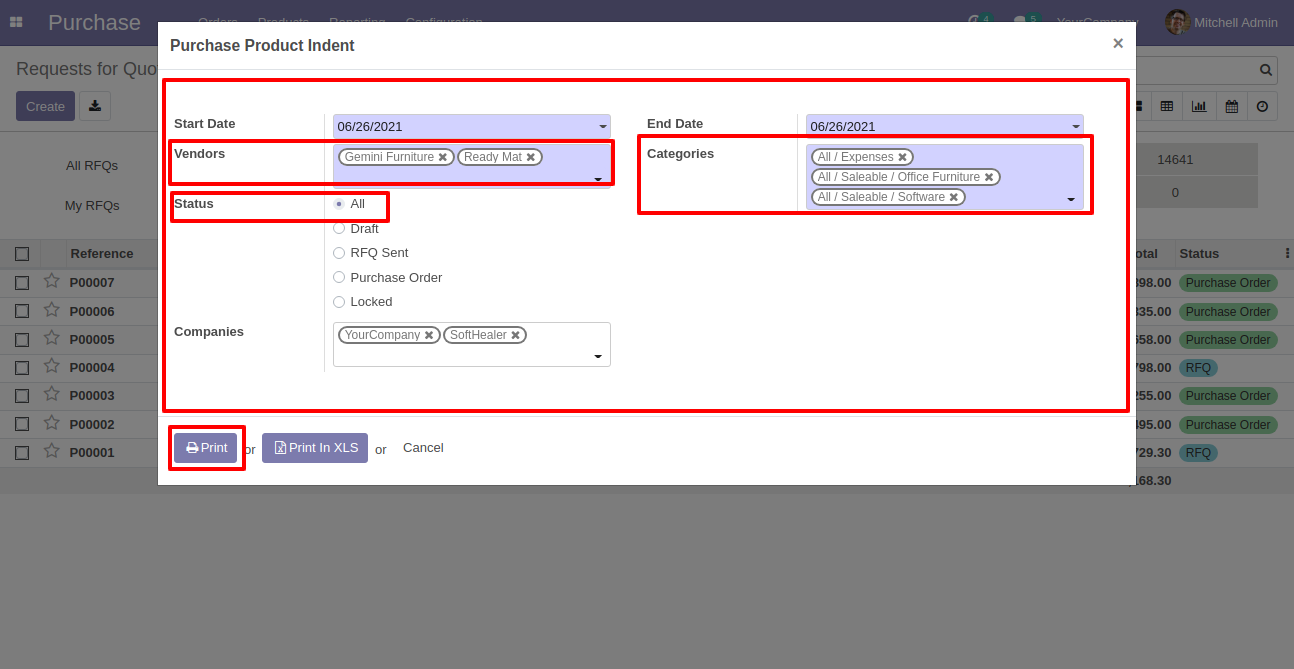 Purchase Orders Products Reporting Configuration 4 5 YourCompany Mitchell Admin
Purchase Product Indent ×
Requests for Quo
Create
Start Date 06/26/2021 End Date 06/26/2021
Vendors Gemini Furniture Ready Mat Categories All / Expenses
All / Saleable / Office Furniture
All / Saleable / Software
All RFQs 14641
My RFQs 0
Status All
Draft
RFQ Sent
Purchase Order
Locked
Companies YourCompany SoftHealer
Print or Print In XLS or Cancel
Reference otal Status
P00007 398.00 Purchase Order
P00006 335.00 Purchase Order
P00005 658.00 Purchase Order
P00004 798.00 RFQ
P00003 255.00 Purchase Order
P00002 495.00 Purchase Order
P00001 729.30 RFQ
168.30